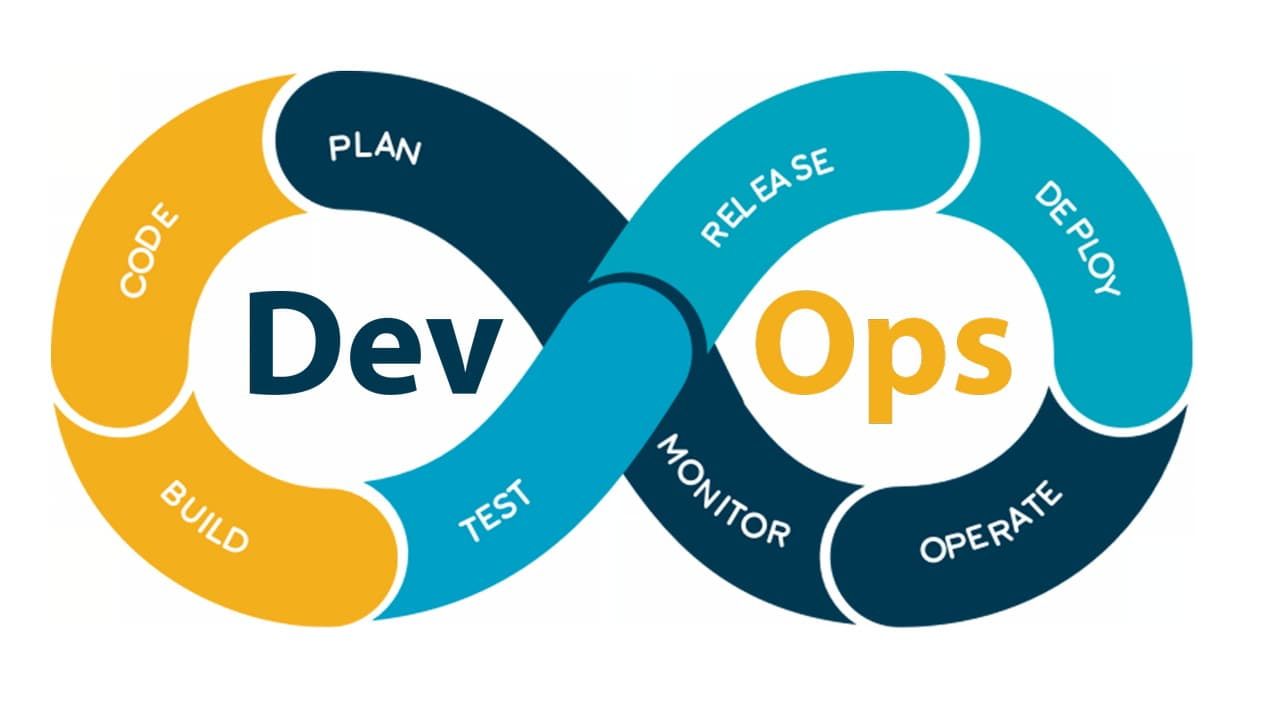 PLAN
CODE
BUILD
TEST
RELEASE
DEPLOY
OPERATE
MONITOR
Dev
Ops